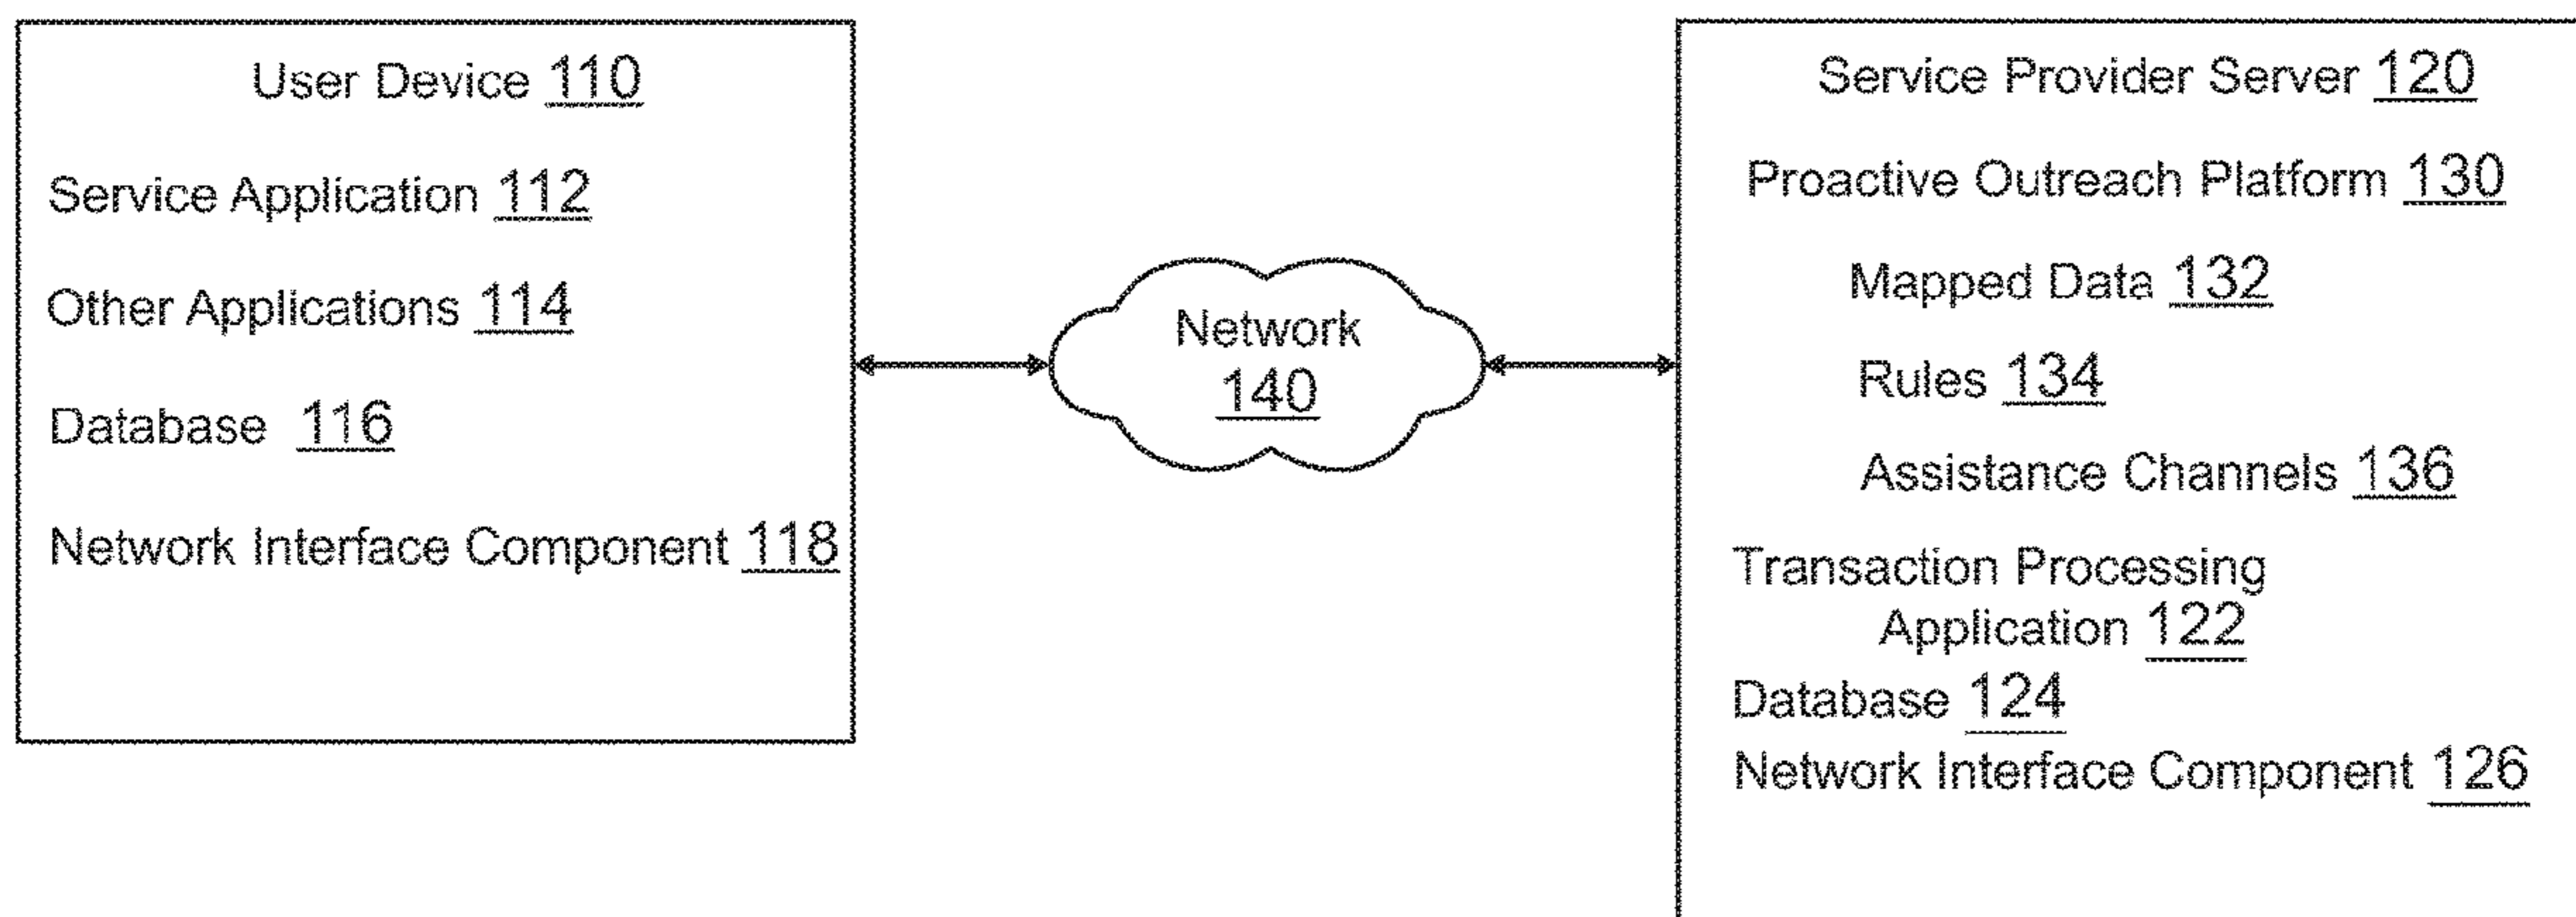 User Device 110
Service Application 112
Other Applications 114
Database 116
Network Interface Component 118
Network
140
Service Provider Server 120
Proactive Outreach Platform 130
Mapped Data 132
Rules 134
Assistance Channels 136
Transaction Processing
Application 122
Database 124
Network Interface Component 126